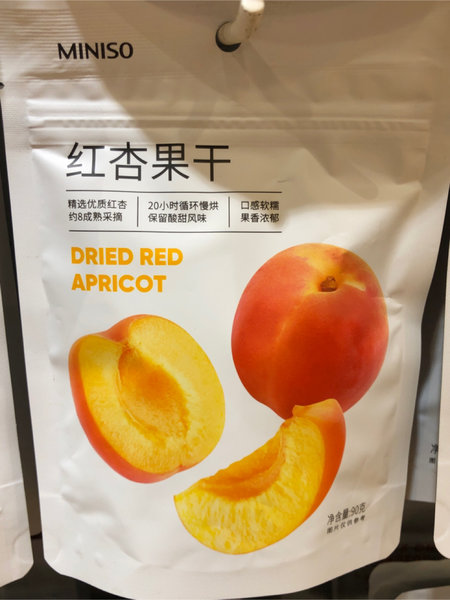 MINISO
红杏果干
精选优质红杏
约8成熟采摘
20小时循环慢烘
保留酸甜风味
口感软糯
果香浓郁
DRIED RED
APRICOT
净含量:90克
图片仅供参考
净
图